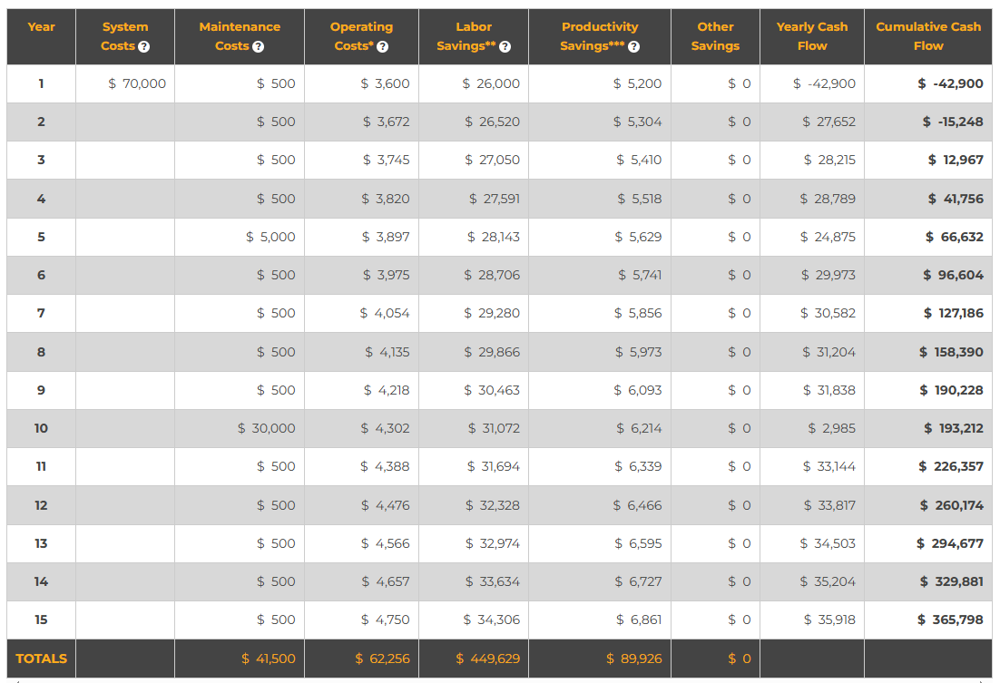 Year System Costs ? Maintenance Costs ? Operating Costs* ? Labor Savings** ? Productivity Savings*** ? Other Savings Yearly Cash Flow Cumulative Cash Flow
1 $ 70,000 $ 500 $ 3,600 $ 26,000 $ 5,200 $ 0 $ -42,900 $ -42,900
2 $ 500 $ 3,672 $ 26,520 $ 5,304 $ 0 $ 27,652 $ -15,248
3 $ 500 $ 3,745 $ 27,050 $ 5,410 $ 0 $ 28,215 $ 12,967
4 $ 500 $ 3,820 $ 27,591 $ 5,518 $ 0 $ 28,789 $ 41,756
5 $ 5,000 $ 3,897 $ 28,143 $ 5,629 $ 0 $ 24,875 $ 66,632
6 $ 500 $ 3,975 $ 28,706 $ 5,741 $ 0 $ 29,973 $ 96,604
7 $ 500 $ 4,054 $ 29,280 $ 5,856 $ 0 $ 30,582 $ 127,186
8 $ 500 $ 4,135 $ 29,866 $ 5,973 $ 0 $ 31,204 $ 158,390
9 $ 500 $ 4,218 $ 30,463 $ 6,093 $ 0 $ 31,838 $ 190,228
10 $ 30,000 $ 4,302 $ 31,072 $ 6,214 $ 0 $ 2,985 $ 193,212
11 $ 500 $ 4,388 $ 31,694 $ 6,339 $ 0 $ 33,144 $ 226,357
12 $ 500 $ 4,476 $ 32,328 $ 6,466 $ 0 $ 33,817 $ 260,174
13 $ 500 $ 4,566 $ 32,974 $ 6,595 $ 0 $ 34,503 $ 294,677
14 $ 500 $ 4,657 $ 33,634 $ 6,727 $ 0 $ 35,204 $ 329,881
15 $ 500 $ 4,750 $ 34,306 $ 6,861 $ 0 $ 35,918 $ 365,798
TOTALS $ 41,500 $ 62,256 $ 449,629 $ 89,926 $ 0